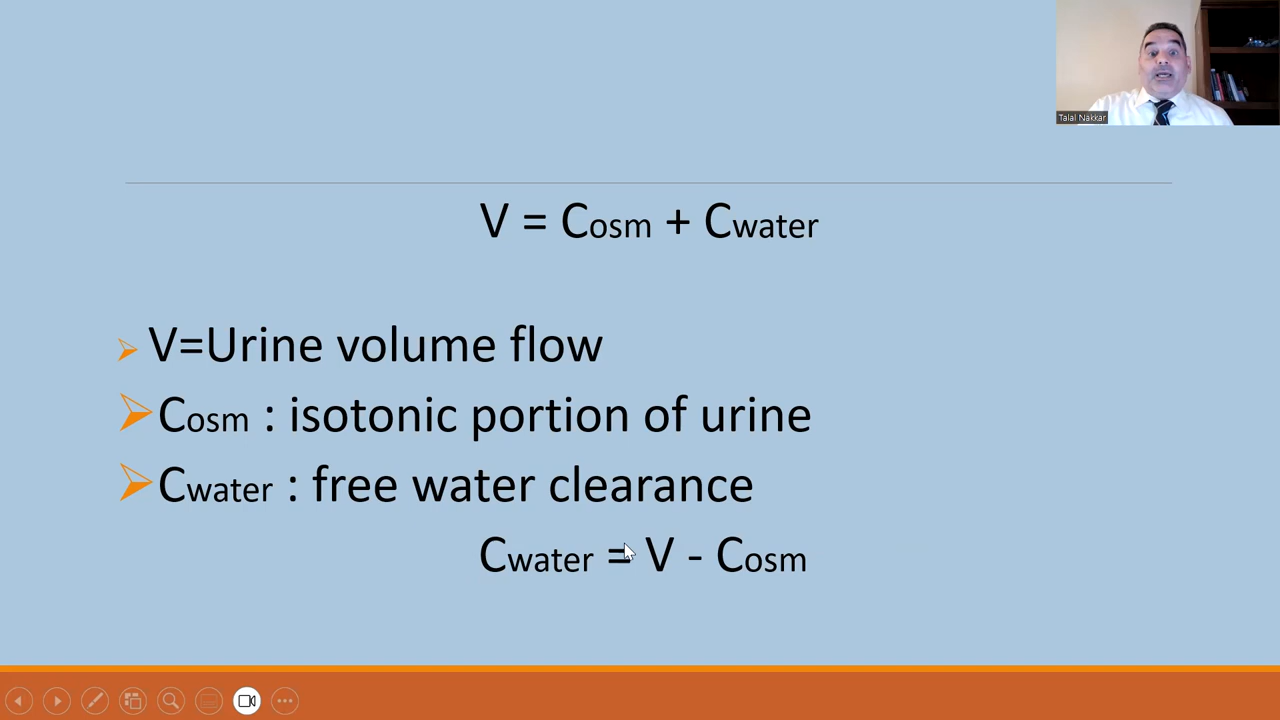 Talal Nakkar
V = Cosm + Cwater
V=Urine volume flow
Cosm : isotonic portion of urine
Cwater : free water clearance
Cwater = V - Cosm